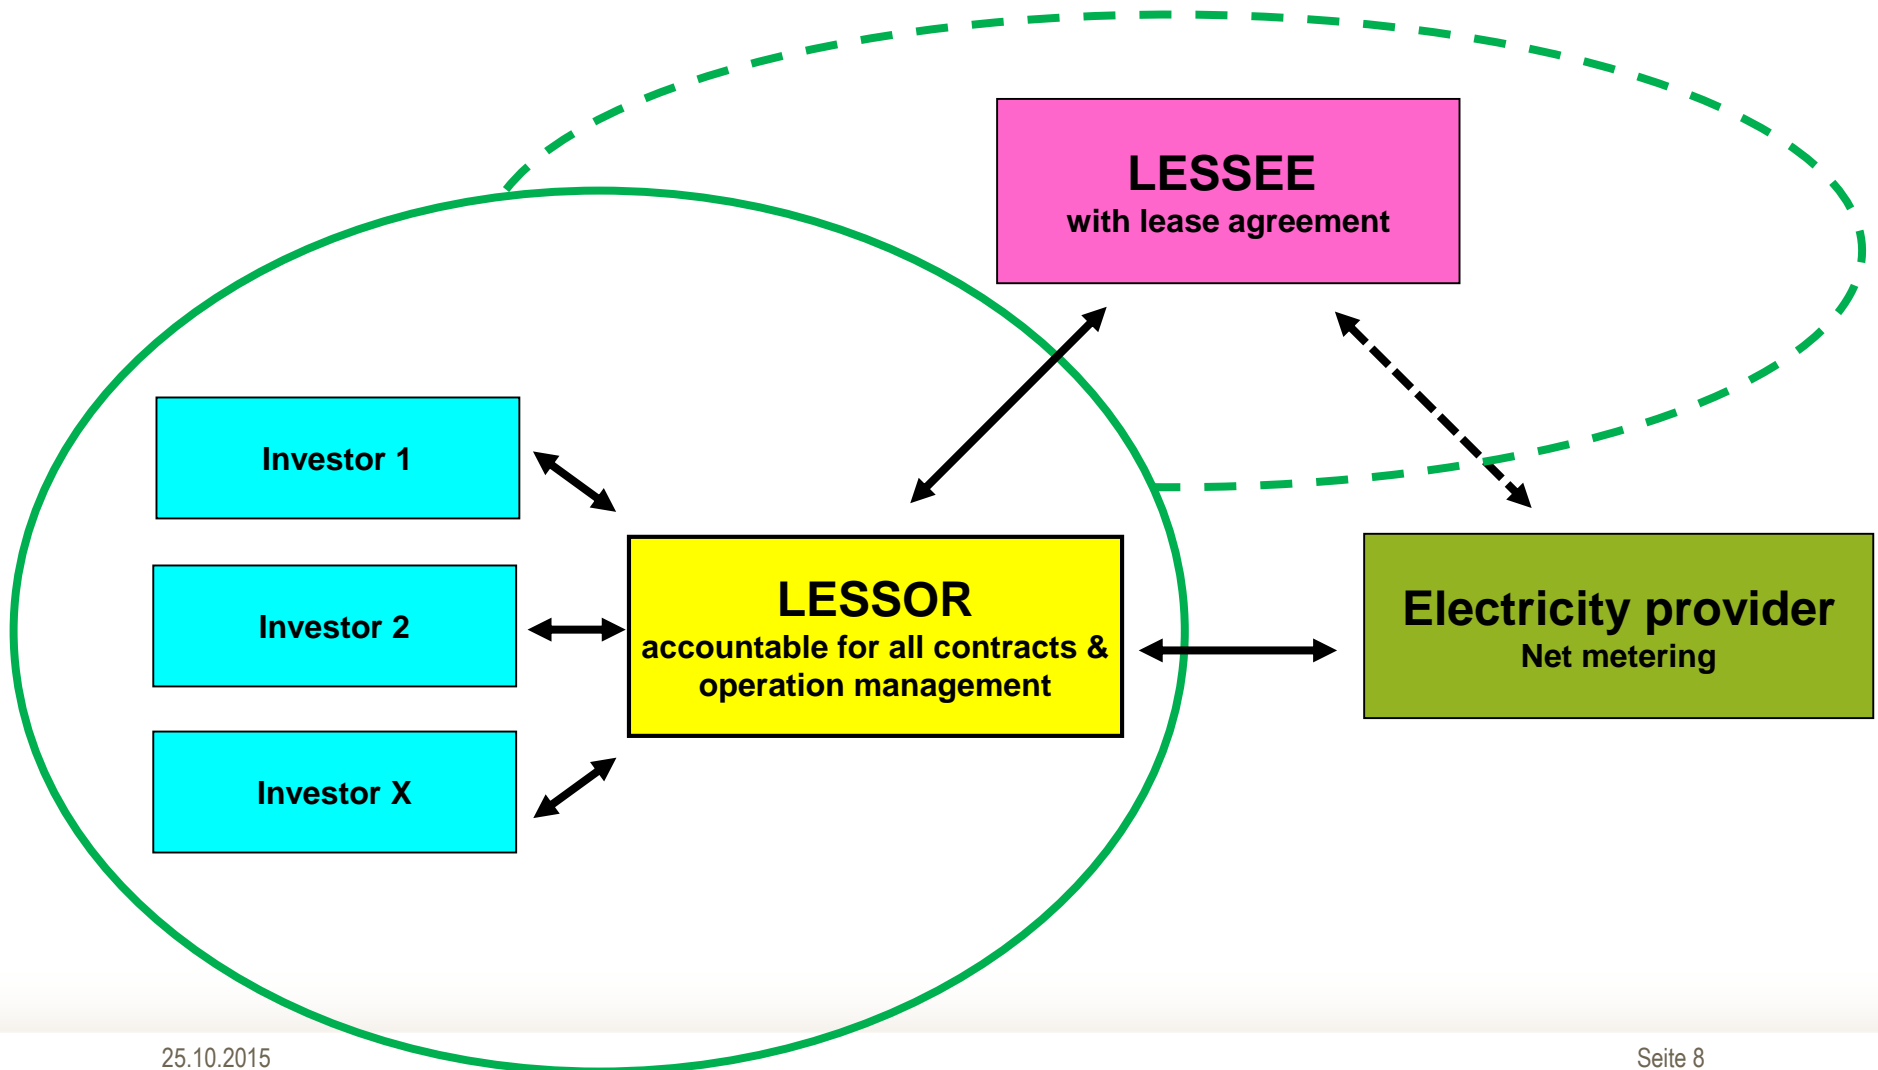 LESSEE
with lease agreement
Investor 1
Investor 2
Investor X
LESSOR
accountable for all contracts &
operation management
Electricity provider
Net metering
25.10.2015
Seite 8